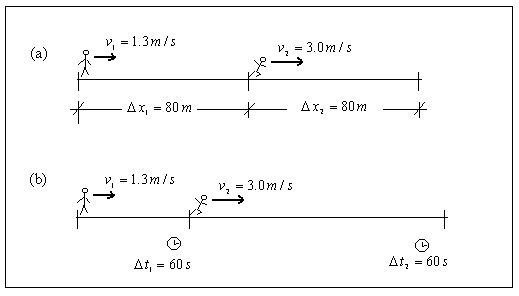 (a)
v₁ = 1.3 m/s
v₂ = 3.0 m/s
Δx₁ = 80 m
Δx₂ = 80 m
(b)
v₁ = 1.3 m/s
v₂ = 3.0 m/s
Δt₁ = 60 s
Δt₂ = 60 s